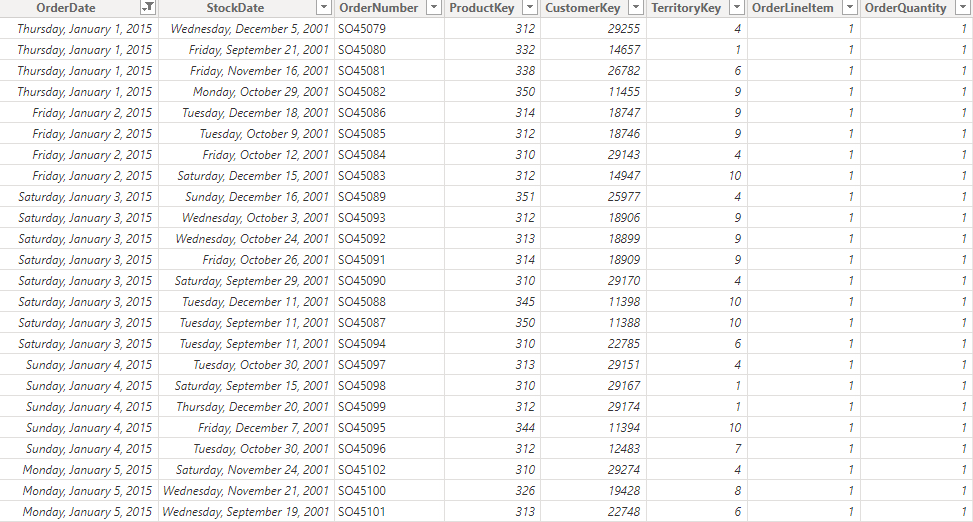 OrderDate StockDate OrderNumber ProductKey CustomerKey TerritoryKey OrderLineItem OrderQuantity
Thursday, January 1, 2015 Wednesday, December 5, 2001 SO45079 312 29255 4 1 1
Thursday, January 1, 2015 Friday, September 21, 2001 SO45080 332 14657 1 1 1
Thursday, January 1, 2015 Friday, November 16, 2001 SO45081 338 26782 6 1 1
Thursday, January 1, 2015 Monday, October 29, 2001 SO45082 350 11455 9 1 1
Friday, January 2, 2015 Tuesday, December 18, 2001 SO45086 314 18747 9 1 1
Friday, January 2, 2015 Tuesday, October 9, 2001 SO45085 312 18746 9 1 1
Friday, January 2, 2015 Friday, October 12, 2001 SO45084 310 29143 4 1 1
Friday, January 2, 2015 Saturday, December 15, 2001 SO45083 312 14947 10 1 1
Saturday, January 3, 2015 Sunday, December 16, 2001 SO45089 351 25977 4 1 1
Saturday, January 3, 2015 Wednesday, October 3, 2001 SO45093 312 18906 9 1 1
Saturday, January 3, 2015 Wednesday, October 24, 2001 SO45092 313 18899 9 1 1
Saturday, January 3, 2015 Friday, October 26, 2001 SO45091 314 18909 9 1 1
Saturday, January 3, 2015 Saturday, September 29, 2001 SO45090 310 29170 4 1 1
Saturday, January 3, 2015 Tuesday, December 11, 2001 SO45088 345 11398 10 1 1
Saturday, January 3, 2015 Tuesday, September 11, 2001 SO45087 350 11388 10 1 1
Saturday, January 3, 2015 Tuesday, September 11, 2001 SO45094 310 22785 6 1 1
Sunday, January 4, 2015 Tuesday, October 30, 2001 SO45097 313 29151 4 1 1
Sunday, January 4, 2015 Saturday, September 15, 2001 SO45098 310 29167 1 1 1
Sunday, January 4, 2015 Thursday, December 20, 2001 SO45099 312 29174 1 1 1
Sunday, January 4, 2015 Friday, December 7, 2001 SO45095 344 11394 10 1 1
Sunday, January 4, 2015 Tuesday, October 30, 2001 SO45096 312 12483 7 1 1
Monday, January 5, 2015 Saturday, November 24, 2001 SO45102 310 29274 4 1 1
Monday, January 5, 2015 Wednesday, November 21, 2001 SO45100 326 19428 8 1 1
Monday, January 5, 2015 Wednesday, September 19, 2001 SO45101 313 22748 6 1 1